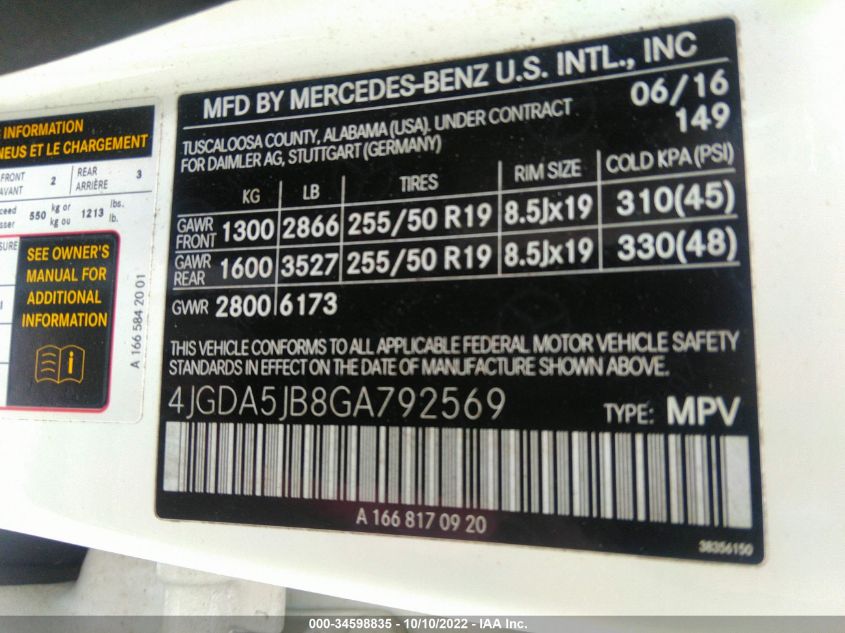 INFORMATION
NEUS ET LE CHARGEMENT
FRONT 2 REAR 3
AVANT ARRIÈRE
550 kg or 1213 lbs.
kg ou lb.
SEE OWNER'S
MANUAL FOR
ADDITIONAL
INFORMATION
A 166 584 20 01
MFD BY MERCEDES-BENZ U.S. INTL., INC
TUSCALOOSA COUNTY, ALABAMA (USA). UNDER CONTRACT 06/16
FOR DAIMLER AG, STUTTGART (GERMANY) 149
KG LB TIRES RIM SIZE COLD KPA (PSI)
GAWR FRONT 1300 2866 255/50 R19 8.5Jx19 310(45)
GAWR REAR 1600 3527 255/50 R19 8.5Jx19 330(48)
GVWR 2800 6173
THIS VEHICLE CONFORMS TO ALL APPLICABLE FEDERAL MOTOR VEHICLE SAFETY
STANDARDS IN EFFECT ON THE DATE OF MANUFACTURE SHOWN ABOVE.
4JGDA5JB8GA792569 TYPE: MPV
A 166 817 09 20
38356150
000-34598835 - 10/10/2022 - IAA Inc.